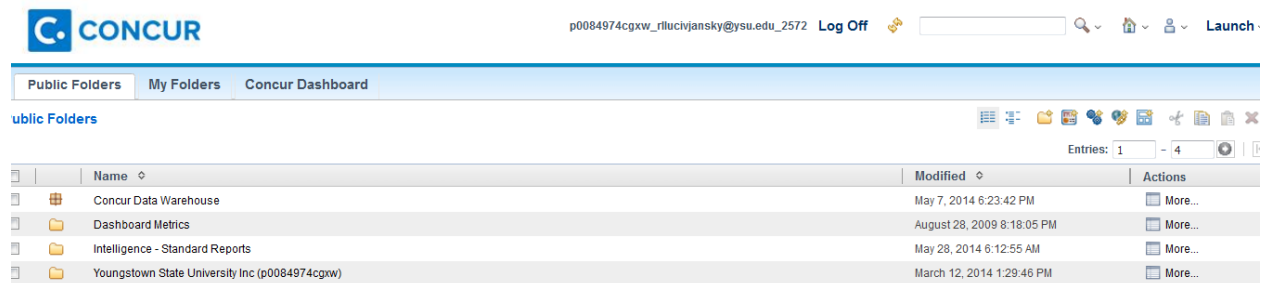 C. CONCUR
p0084974cgxw_rllucivjansky@ysu.edu_2572 Log Off Launch
Public Folders My Folders Concur Dashboard
ublic Folders
Entries: 1 - 4
Name Modified Actions
Concur Data Warehouse May 7, 2014 6:23:42 PM More...
Dashboard Metrics August 28, 2009 8:18:05 PM More...
Intelligence - Standard Reports May 28, 2014 6:12:55 AM More...
Youngstown State University Inc (p0084974cgxw) March 12, 2014 1:29:46 PM More...